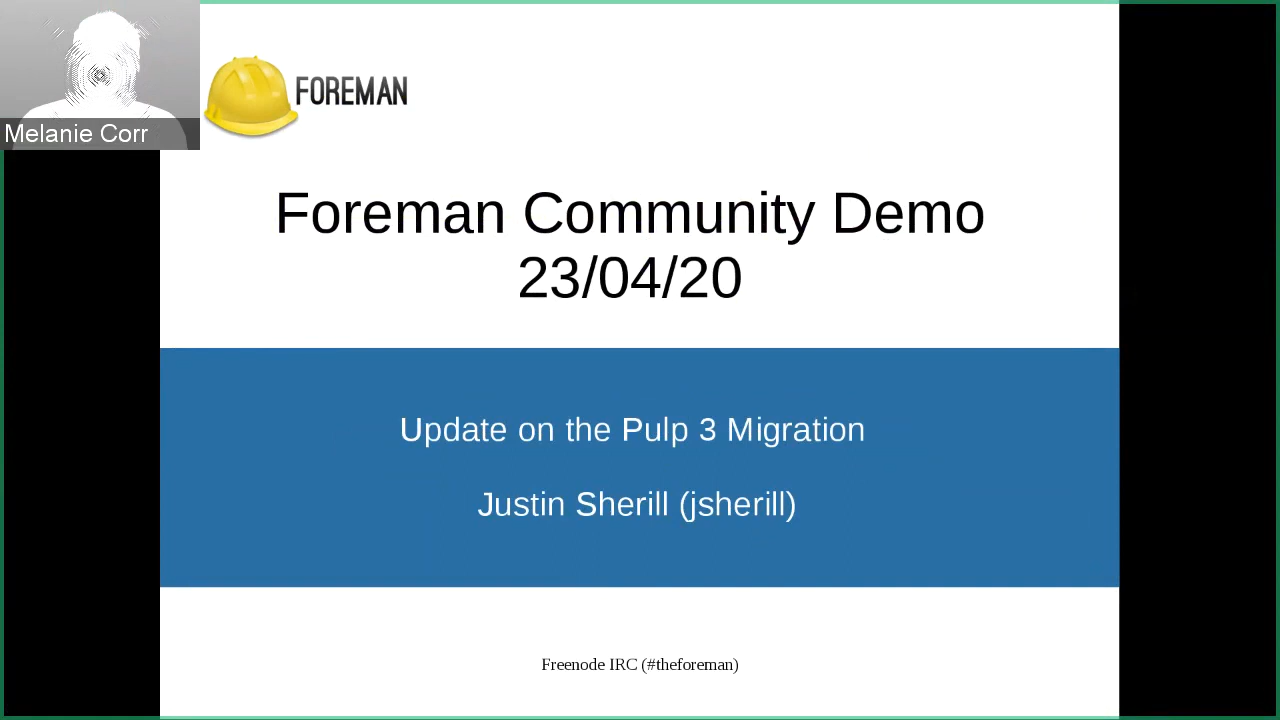 Melanie Corr
FOREMAN
Foreman Community Demo
23/04/20
Update on the Pulp 3 Migration
Justin Sherill (jsherill)
Freenode IRC (#theforeman)